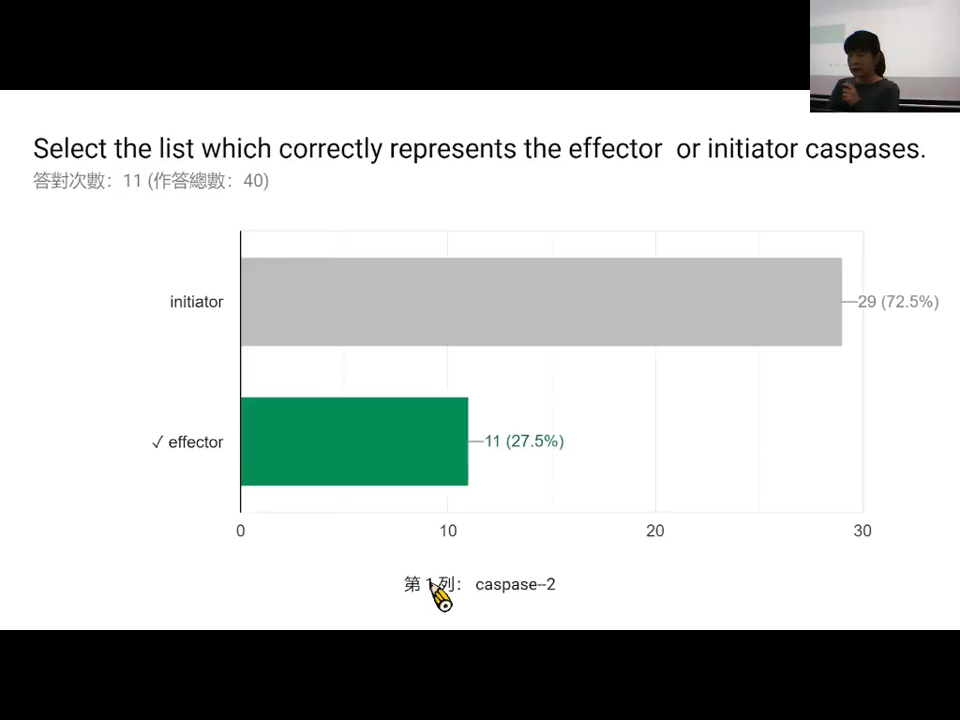 Select the list which correctly represents the effector or initiator caspases.
答對次數：11 (作答總數：40)
initiator
29 (72.5%)
✓ effector
11 (27.5%)
0 10 20 30
第 1 列： caspase--2